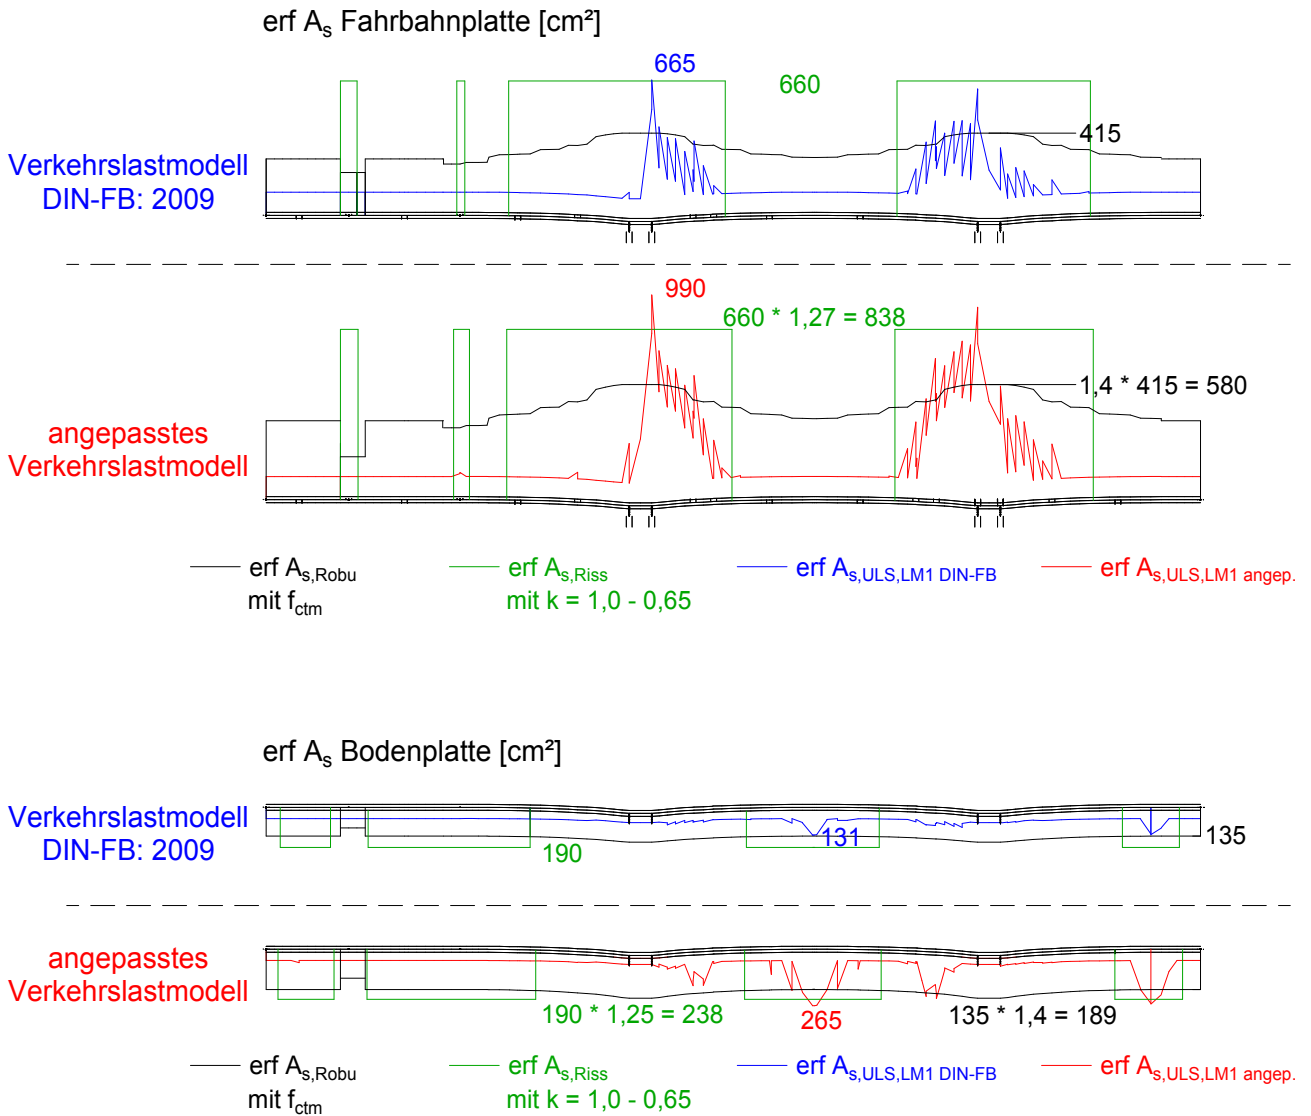 erf As Fahrbahnplatte [cm²]
665
660
415
Verkehrslastmodell
DIN-FB: 2009
990
660 * 1,27 = 838
1,4 * 415 = 580
angepasstes
Verkehrslastmodell
erf As,Robu
mit fctm
erf As,Riss
mit k = 1,0 - 0,65
erf As,ULS,LM1 DIN-FB
erf As,ULS,LM1 angep.
erf As Bodenplatte [cm²]
Verkehrslastmodell
DIN-FB: 2009
190
131
135
angepasstes
Verkehrslastmodell
190 * 1,25 = 238
265
135 * 1,4 = 189
erf As,Robu
mit fctm
erf As,Riss
mit k = 1,0 - 0,65
erf As,ULS,LM1 DIN-FB
erf As,ULS,LM1 angep.